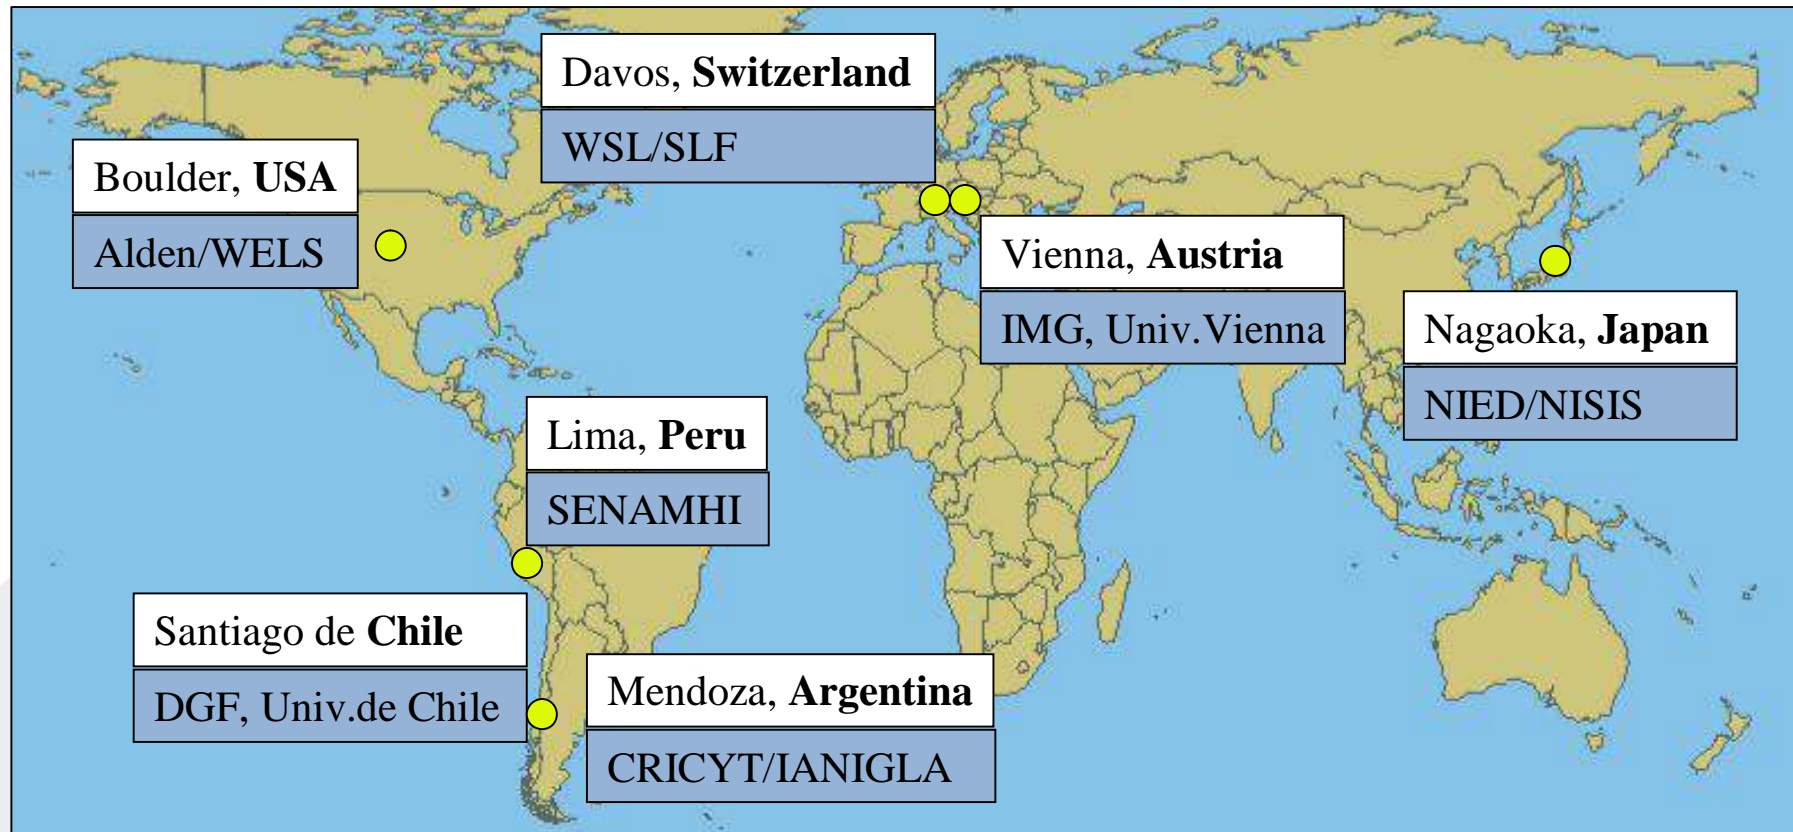 Davos, Switzerland
WSL/SLF
Boulder, USA
Alden/WELS
Vienna, Austria
IMG, Univ.Vienna
Nagaoka, Japan
NIED/NISIS
Lima, Peru
SENAMHI
Santiago de Chile
DGF, Univ.de Chile
Mendoza, Argentina
CRICYT/IANIGLA